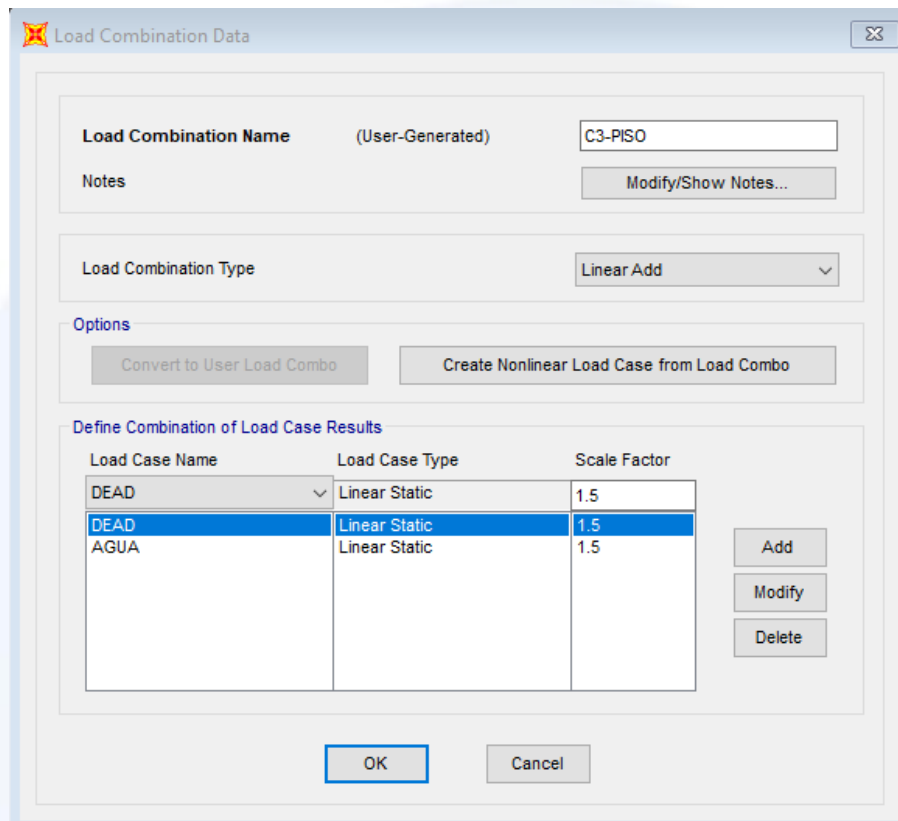 Load Combination Data
Load Combination Name (User-Generated) C3-PISO
Notes Modify/Show Notes...
Load Combination Type Linear Add
Options
Convert to User Load Combo Create Nonlinear Load Case from Load Combo
Define Combination of Load Case Results
Load Case Name Load Case Type Scale Factor
DEAD Linear Static 1.5
DEAD Linear Static 1.5
AGUA Linear Static 1.5
Add
Modify
Delete
OK Cancel